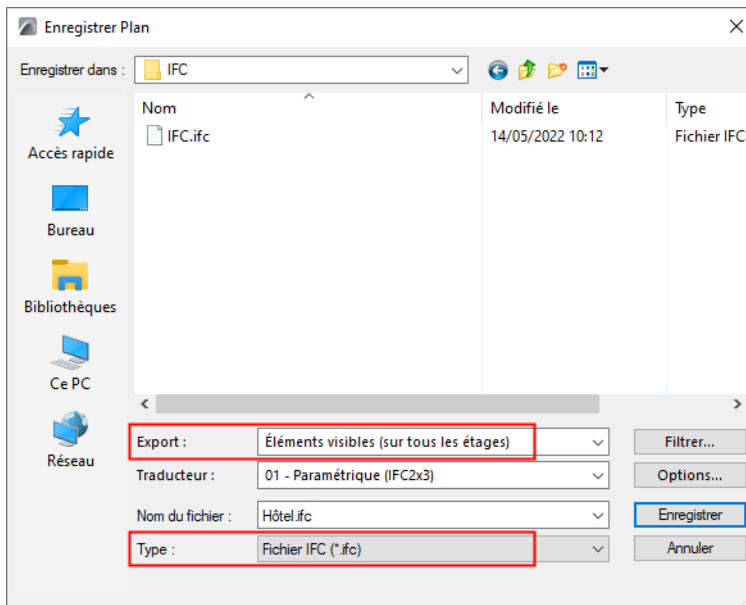 Enregistrer Plan
Enregistrer dans : IFC
Nom Modifié le Type
IFC.ifc 14/05/2022 10:12 Fichier IFC
Accès rapide
Bureau
Bibliothèques
Ce PC
Réseau
Export : Éléments visibles (sur tous les étages) Filtrer...
Traducteur : 01 - Paramétrique (IFC2x3) Options...
Nom du fichier : Hôtel.ifc Enregistrer
Type : Fichier IFC (*.ifc) Annuler